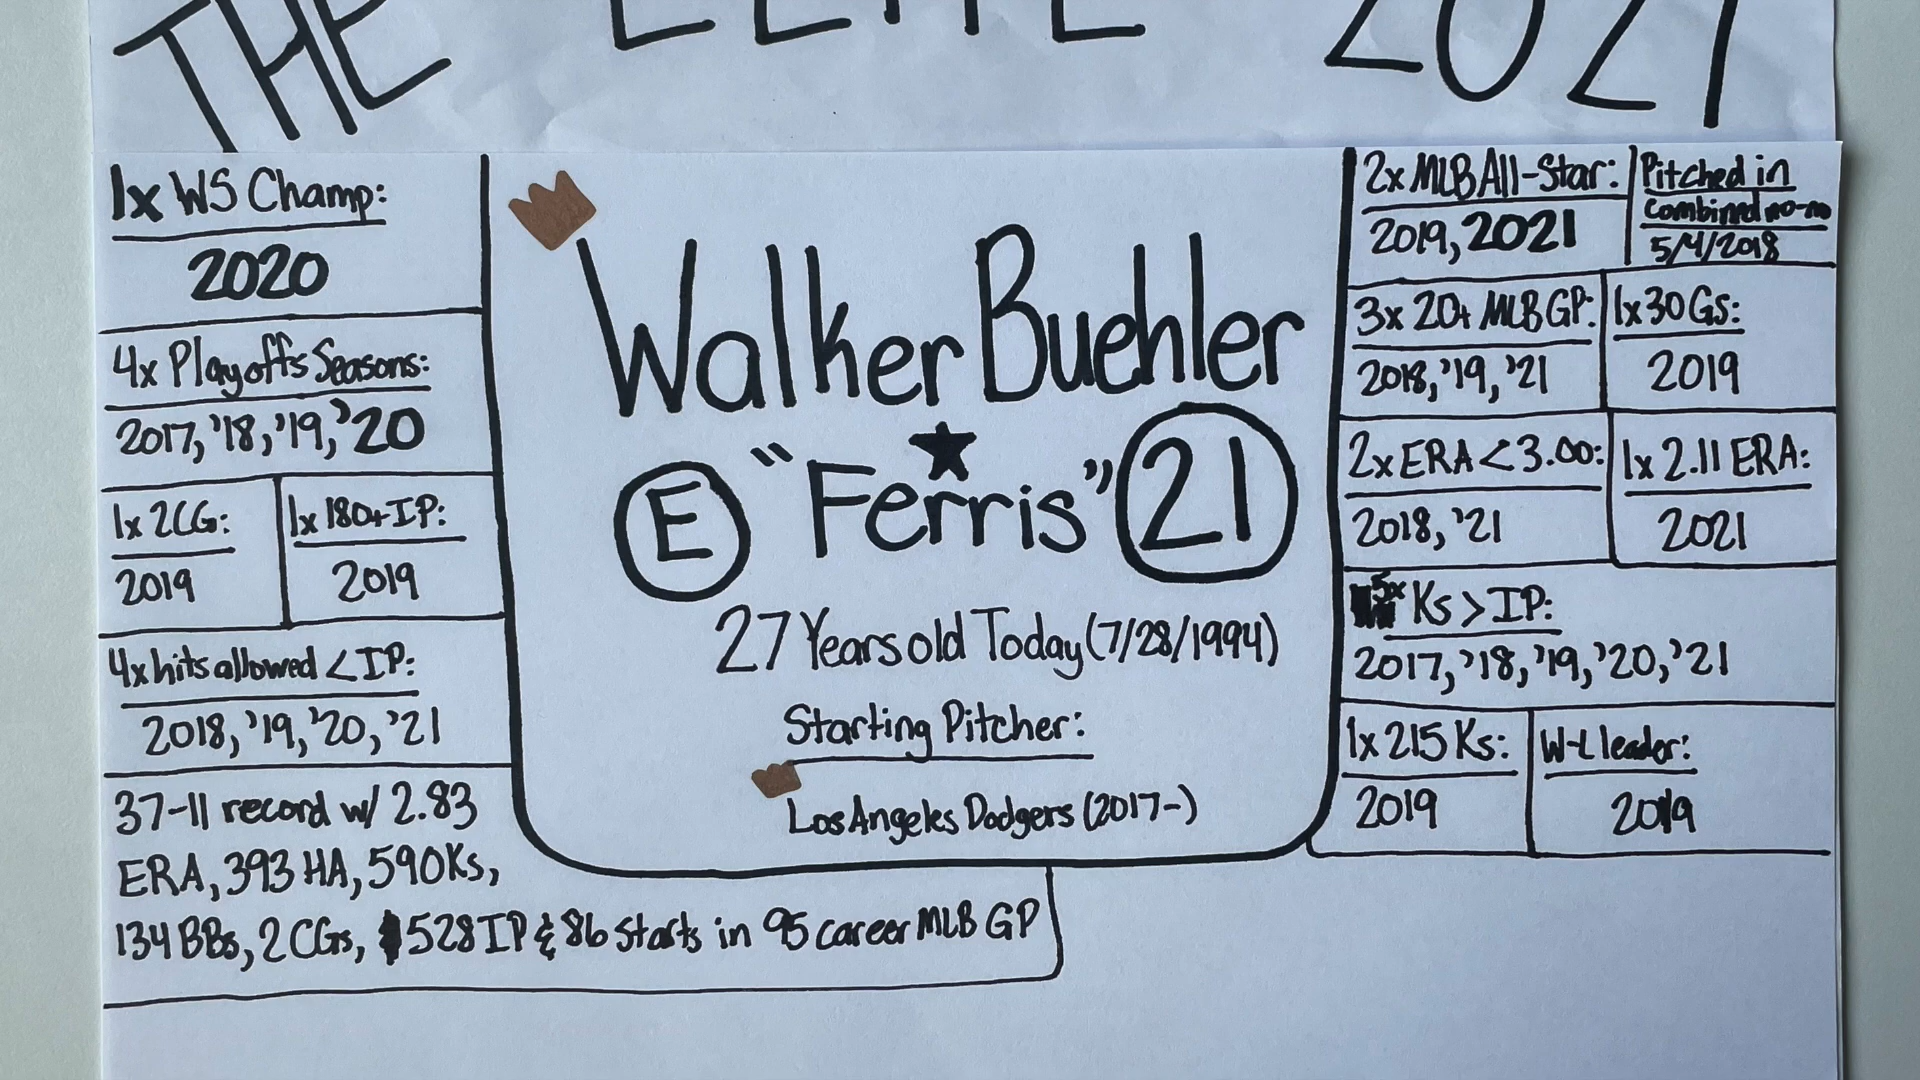 THE ELITE 2021
1x WS Champ:
2020
4x Playoffs Seasons:
2017, '18, '19, '20
1x 2CG:
2019
1x 180+ IP:
2019
4x hits allowed < IP:
2018, '19, '20, '21
37-11 record w/ 2.83
ERA, 393 HA, 590Ks,
134 BBs, 2 CGs, 528 IP & 86 starts in 95 career MLB GP
Walker Buehler
E "Ferris" 21
27 Years old Today (7/28/1994)
Starting Pitcher:
Los Angeles Dodgers (2017-)
2x MLB All-Star:
2019, 2021
Pitched in
combined no-no
5/4/2018
3x 20+ MLB GP:
2018, '19, '21
1x 30 Gs:
2019
2x ERA < 3.00:
2018, '21
1x 2.11 ERA:
2021
5x Ks > IP:
2017, '18, '19, '20, '21
1x 215 Ks:
2019
W-L leader:
2019